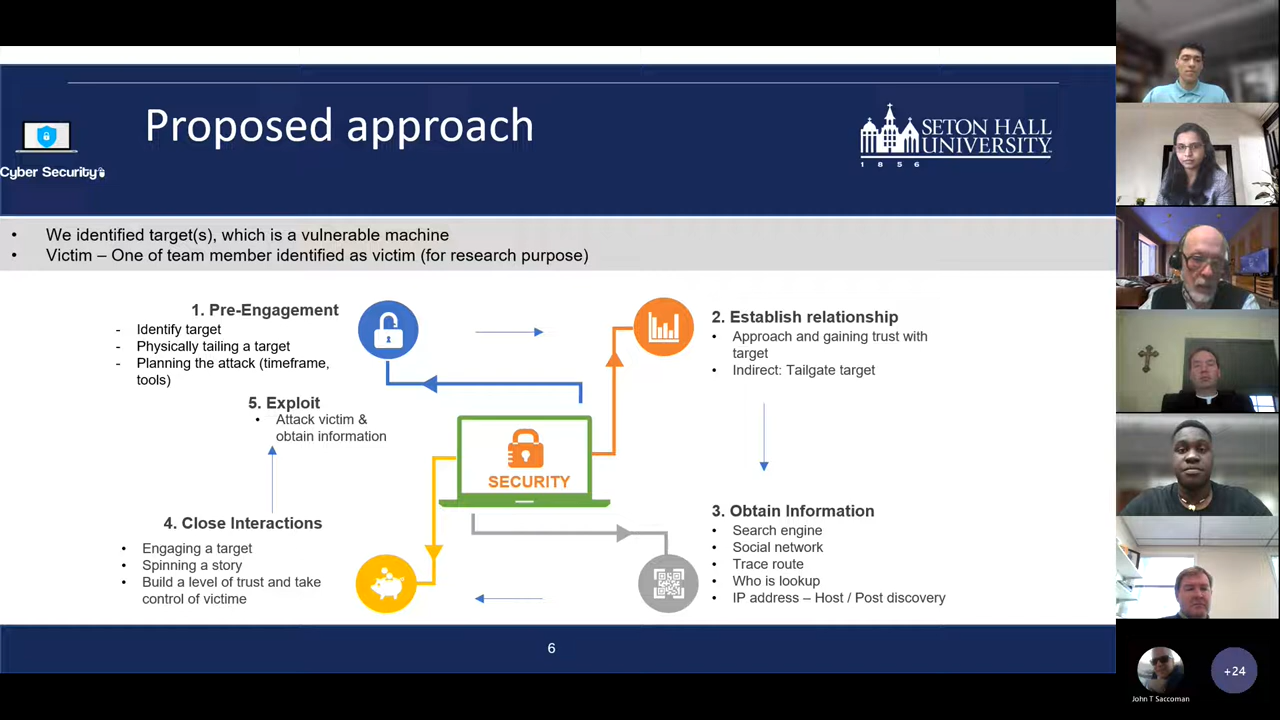 Proposed approach
Cyber Security
SETON HALL
UNIVERSITY
1 8 5 6
• We identified target(s), which is a vulnerable machine
• Victim – One of team member identified as victim (for research purpose)
1. Pre-Engagement
- Identify target
- Physically tailing a target
- Planning the attack (timeframe,
tools)
2. Establish relationship
• Approach and gaining trust with
target
• Indirect: Tailgate target
5. Exploit
• Attack victim &
obtain information
SECURITY
3. Obtain Information
• Search engine
• Social network
• Trace route
• Who is lookup
• IP address – Host / Post discovery
4. Close Interactions
• Engaging a target
• Spinning a story
• Build a level of trust and take
control of victime
6
+24
John T Saccoman